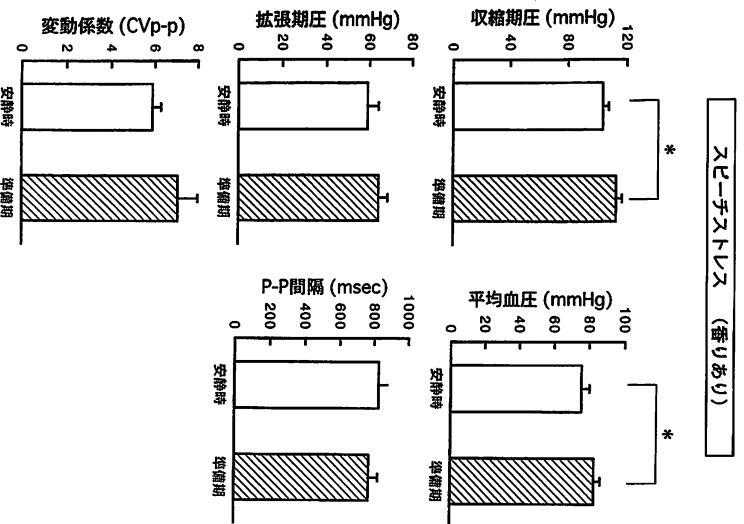 スピーチストレス (香りあり)
収縮期圧 (mmHg)
0 40 80 120
安静時 準備期
*
平均血圧 (mmHg)
0 20 40 60 80 100
安静時 準備期
*
拡張期圧 (mmHg)
0 20 40 60 80
安静時 準備期
P-P間隔 (msec)
0 200 400 600 800 1000
安静時 準備期
変動係数 (CVp-p)
0 2 4 6 8
安静時 準備期